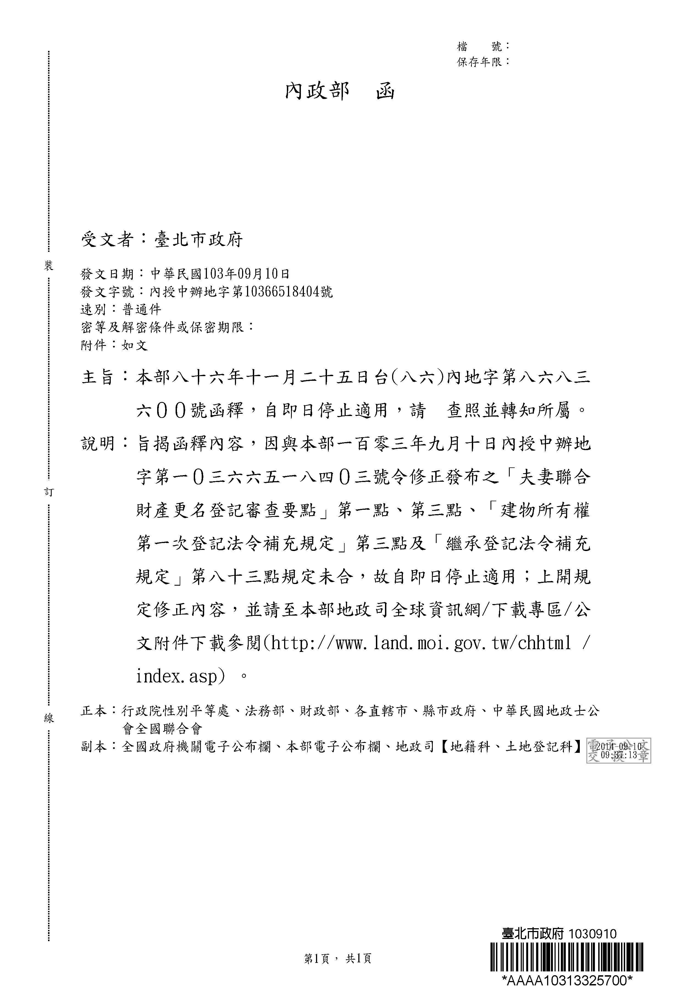 檔　　號：
保存年限：
內政部　函
受文者：臺北市政府
發文日期：中華民國103年09月10日
發文字號：內授中辦地字第10366518404號
速別：普通件
密等及解密條件或保密期限：
附件：如文
主旨：本部八十六年十一月二十五日台(八六)內地字第八六八三
六００號函釋，自即日停止適用，請　查照並轉知所屬。
說明：旨揭函釋內容，因與本部一百零三年九月十日內授中辦地
字第一０三六六五一八四０三號令修正發布之「夫妻聯合
財產更名登記審查要點」第一點、第三點、「建物所有權
第一次登記法令補充規定」第三點及「繼承登記法令補充
規定」第八十三點規定未合，故自即日停止適用；上開規
定修正內容，並請至本部地政司全球資訊網/下載專區/公
文附件下載參閱(http://www.land.moi.gov.tw/chhtml /
index.asp) 。
正本：行政院性別平等處、法務部、財政部、各直轄市、縣市政府、中華民國地政士公
會全國聯合會
副本：全國政府機關電子公布欄、本部電子公布欄、地政司【地籍科、土地登記科】
電子公文
交換章
2014-09-10
09:37:13
裝
訂
線
第1頁， 共1頁
臺北市政府 1030910
*AAAA10313325700*